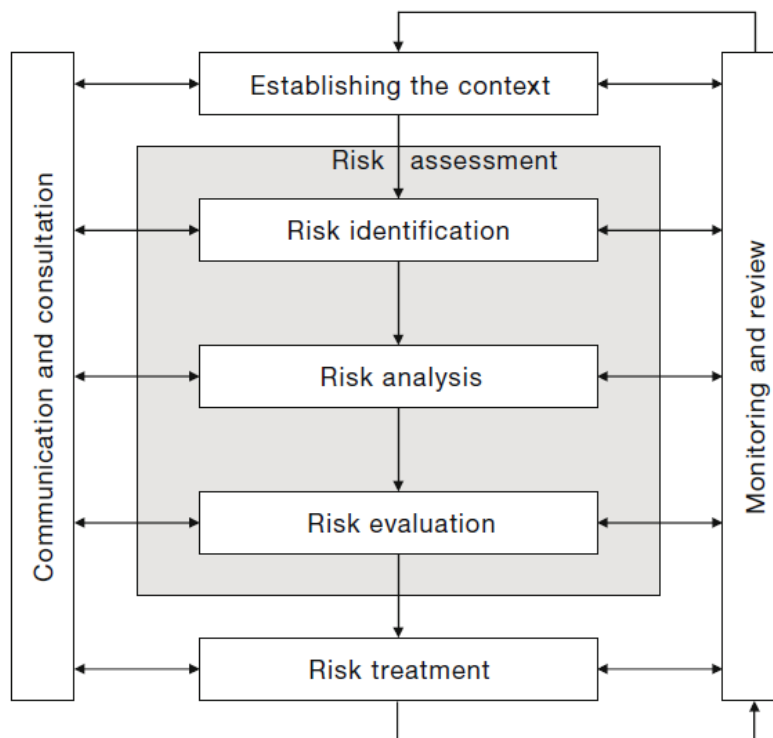 Establishing the context
Risk assessment
Risk identification
Risk analysis
Risk evaluation
Risk treatment
Communication and consultation
Monitoring and review